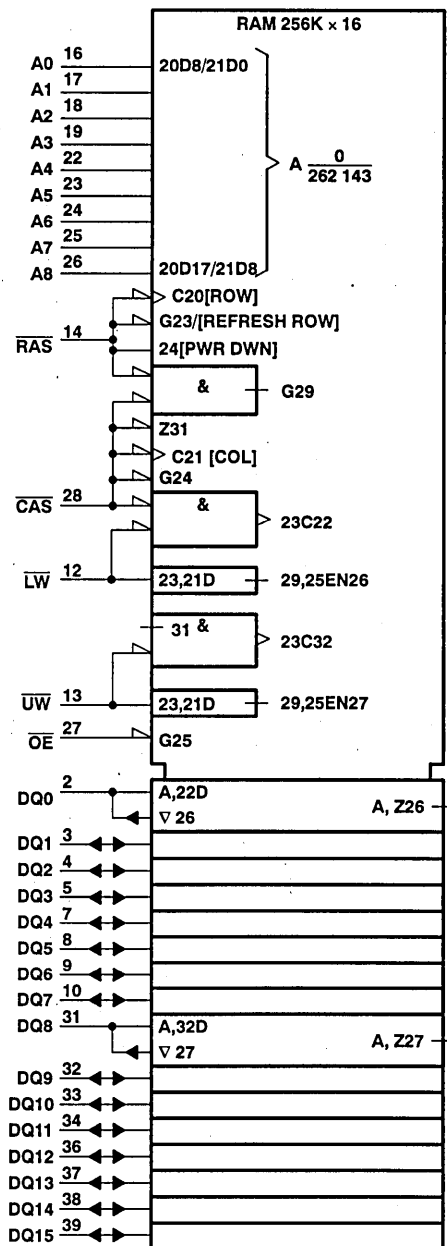 RAM 256K × 16
A0 16 20D8/21D0
A1 17
A2 18
A3 19
A4 22
A 0
262 143
A5 23
A6 24
A7 25
A8 26 20D17/21D8
C20[ROW]
G23/[REFRESH ROW]
RAS 14
24[PWR DWN]
& G29
Z31
C21 [COL]
G24
CAS 28
& 23C22
LW 12 23,21D 29,25EN26
31 & 23C32
UW 13 23,21D 29,25EN27
OE 27 G25
DQ0 2 A,22D A, Z26
∇ 26
DQ1 3
DQ2 4
DQ3 5
DQ4 7
DQ5 8
DQ6 9
DQ7 10
DQ8 31 A,32D A, Z27
∇ 27
DQ9 32
DQ10 33
DQ11 34
DQ12 36
DQ13 37
DQ14 38
DQ15 39